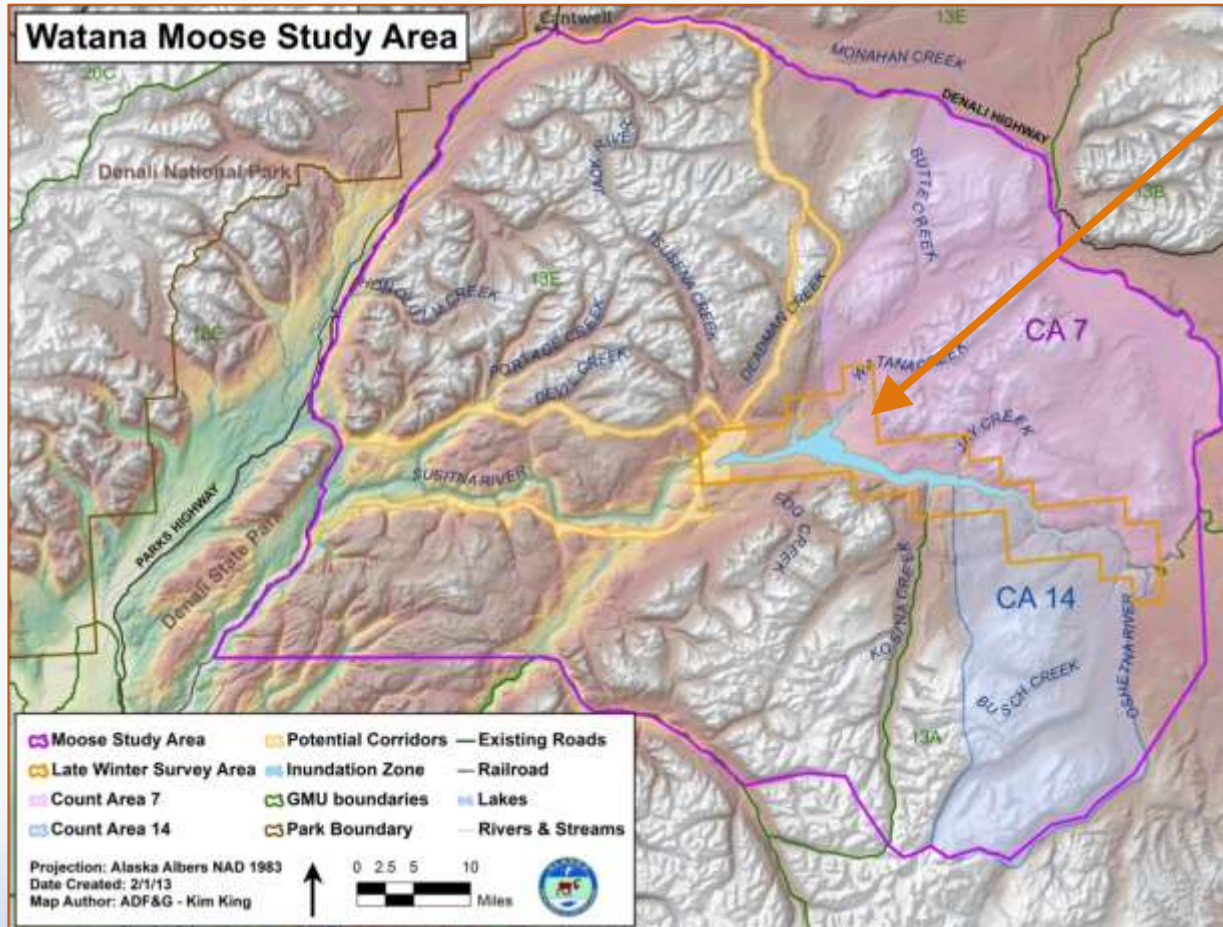 Watana Moose Study Area
Cantwell
13E
20C
MONAHAN CREEK
DENALI HIGHWAY
Denali National Park
JACK RIVER
BUTTE CREEK
13B
TSUSENA CREEK
13E
PORTAGE CREEK
DEVIL CREEK
DEADMAN CREEK
CA 7
WATANA CREEK
JAY CREEK
SUSITNA RIVER
PARKS HIGHWAY
Denali State Park
FOG CREEK
KOSINA CREEK
CA 14
OSHETNA RIVER
BUSCH CREEK
13A
Moose Study Area
Late Winter Survey Area
Count Area 7
Count Area 14
Potential Corridors
Inundation Zone
GMU boundaries
Park Boundary
Existing Roads
Railroad
Lakes
Rivers & Streams
Projection: Alaska Albers NAD 1983
Date Created: 2/1/13
Map Author: ADF&G - Kim King
0 2.5 5 10
Miles